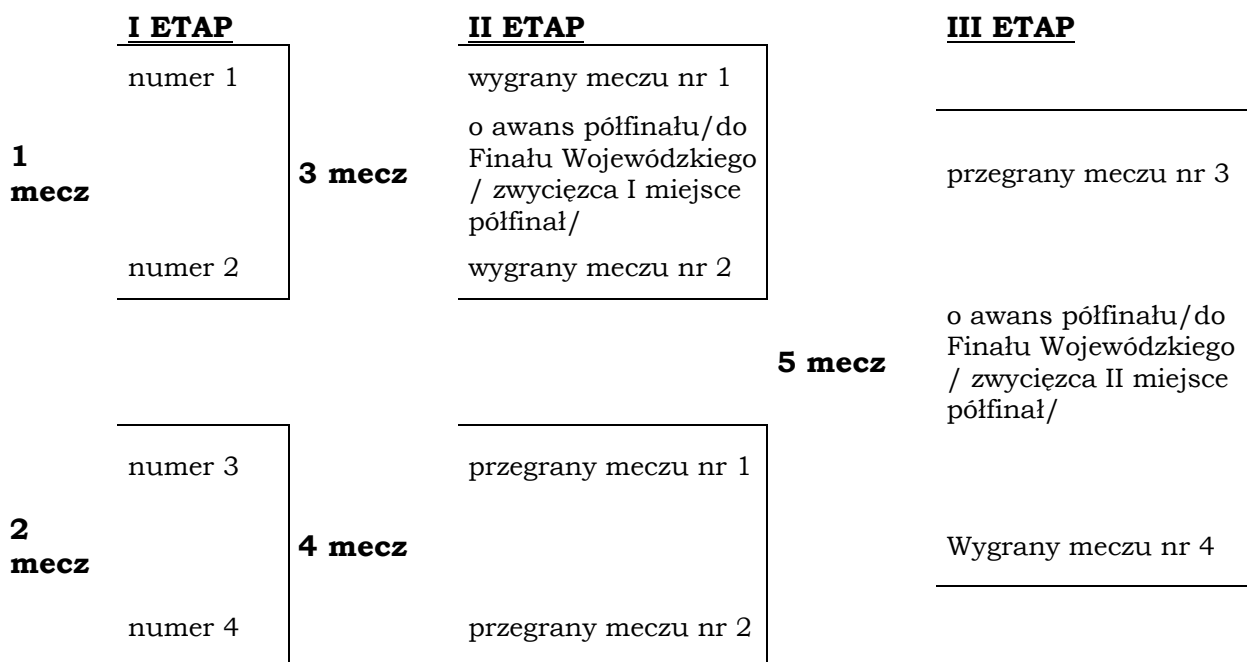 I ETAP
II ETAP
III ETAP
1
mecz
numer 1
numer 2
3 mecz
wygrany meczu nr 1
o awans półfinału/do
Finału Wojewódzkiego
/ zwycięzca I miejsce
półfinał/
wygrany meczu nr 2
przegrany meczu nr 3
5 mecz
o awans półfinału/do
Finału Wojewódzkiego
/ zwycięzca II miejsce
półfinał/
2
mecz
numer 3
numer 4
4 mecz
przegrany meczu nr 1
przegrany meczu nr 2
Wygrany meczu nr 4